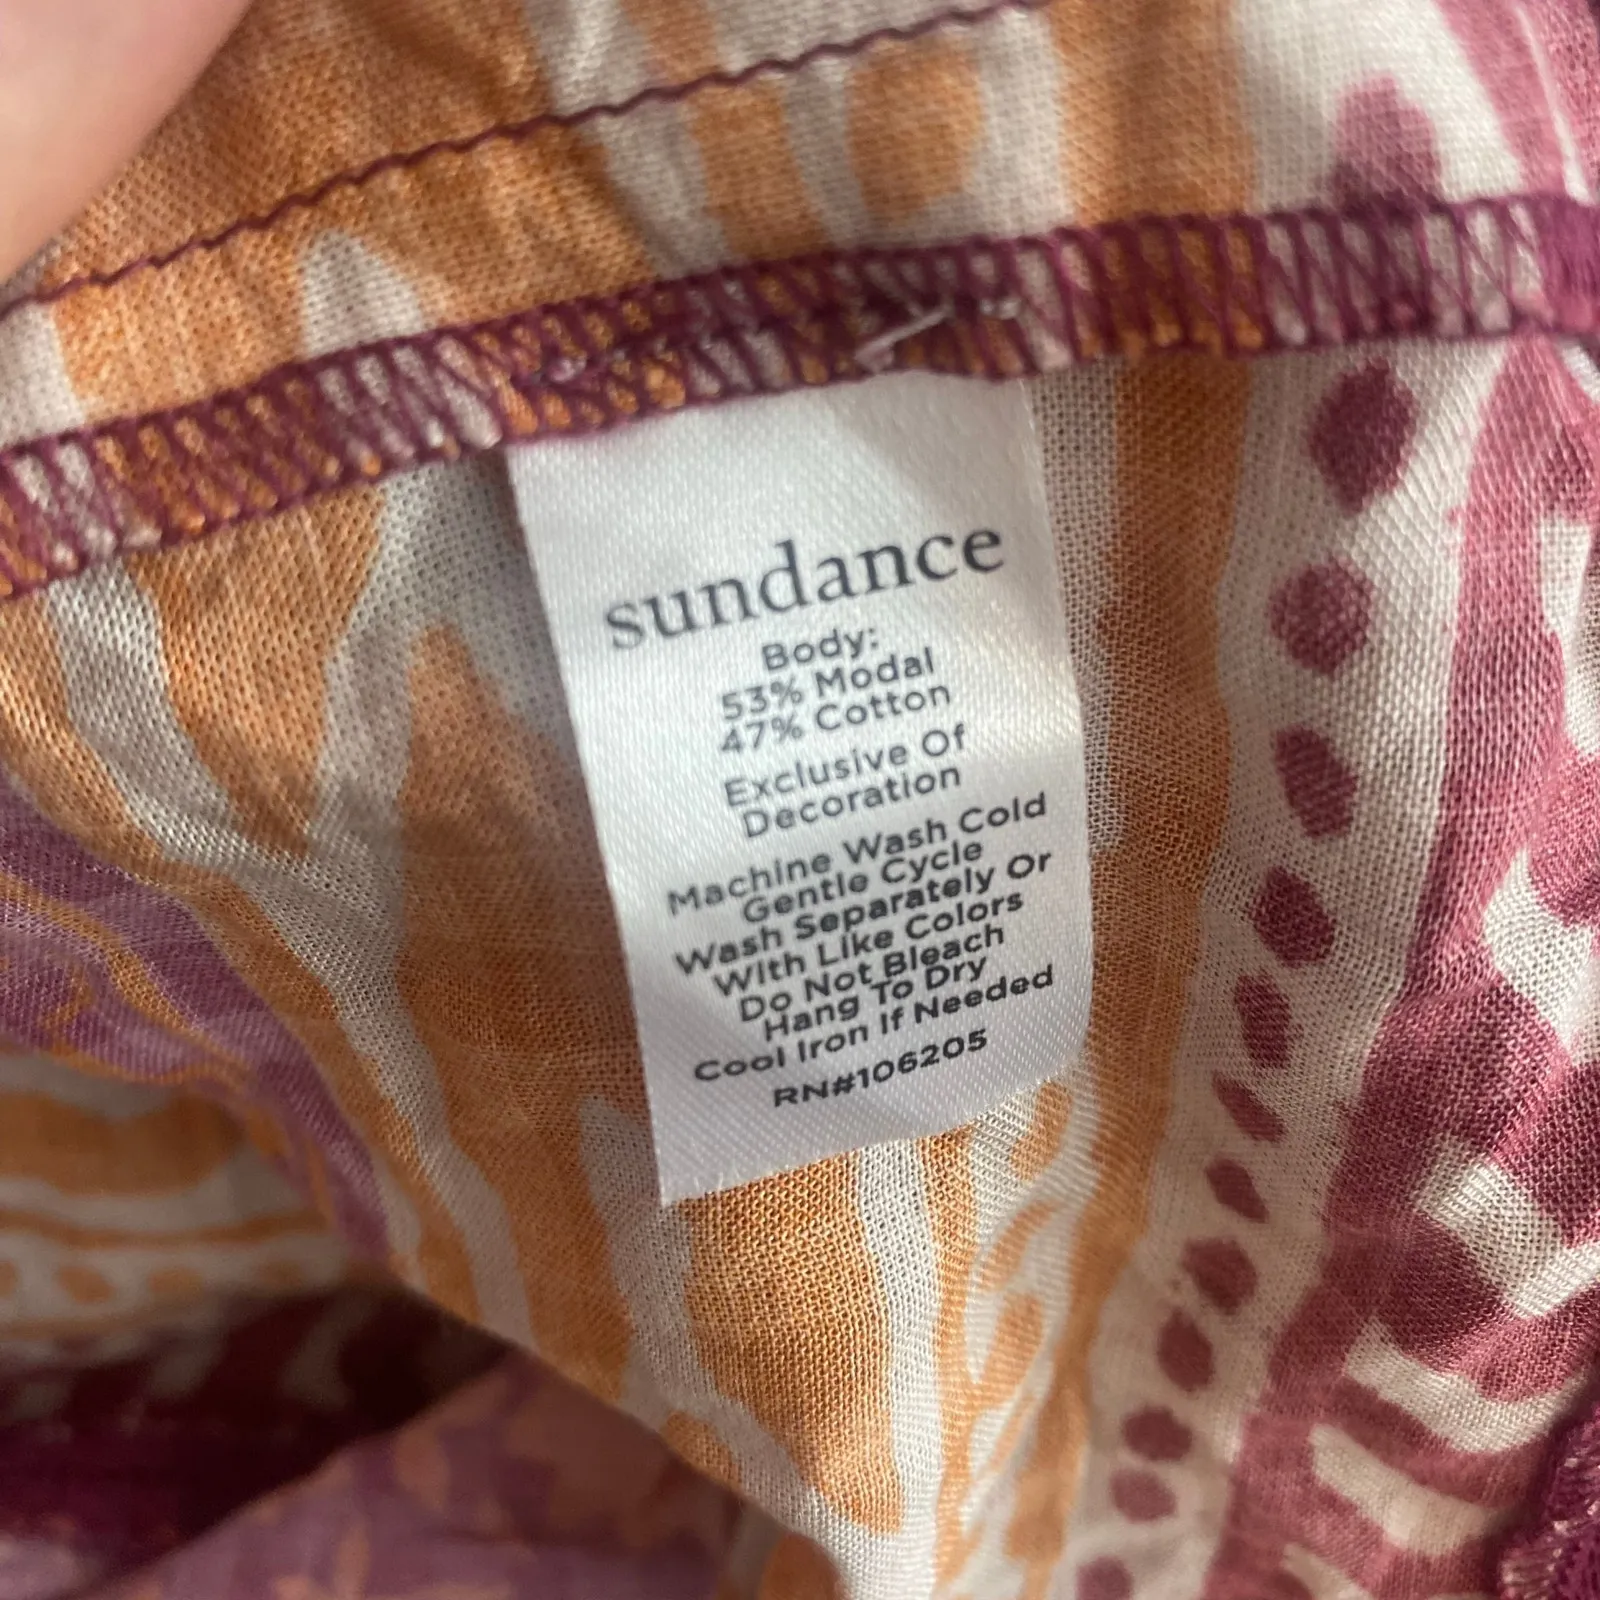 sundance
Body:
53% Modal
47% Cotton
Exclusive Of
Decoration
Machine Wash Cold
Gentle Cycle
Wash Separately Or
With Like Colors
Do Not Bleach
Hang To Dry
Cool Iron If Needed
RN#106205